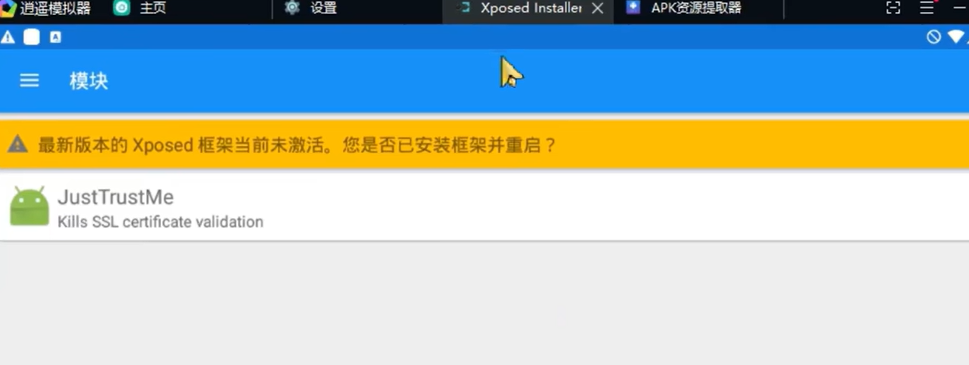 逍遥模拟器 主页 设置 Xposed Installer APK资源提取器
A
模块
最新版本的 Xposed 框架当前未激活。您是否已安装框架并重启？
JustTrustMe
Kills SSL certificate validation